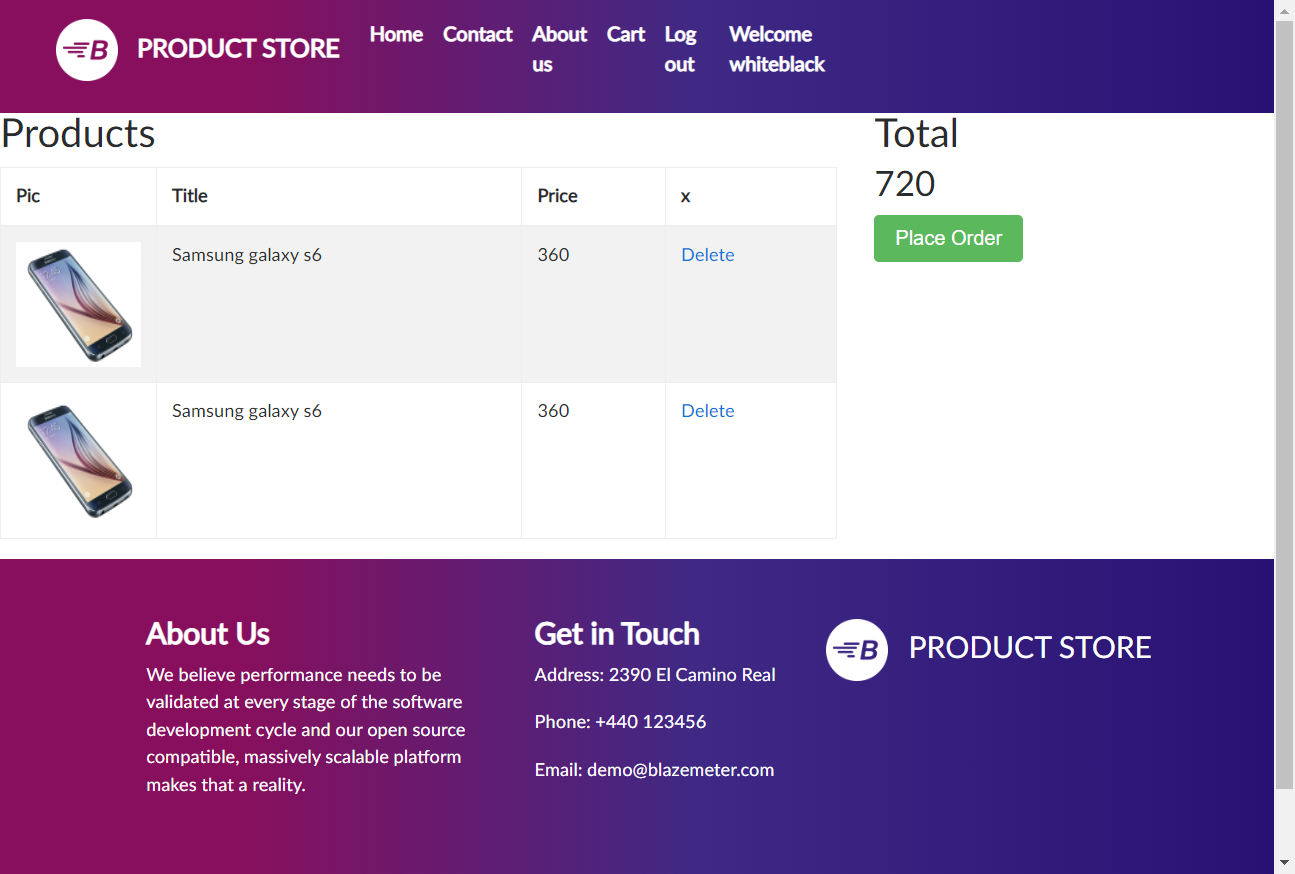 B PRODUCT STORE Home Contact About us Cart Log out Welcome whiteblack
Products
Total
720
Place Order
Pic Title Price x
Samsung galaxy s6 360 Delete
Samsung galaxy s6 360 Delete
About Us
We believe performance needs to be
validated at every stage of the software
development cycle and our open source
compatible, massively scalable platform
makes that a reality.
Get in Touch
Address: 2390 El Camino Real
Phone: +440 123456
Email: demo@blazemeter.com
B PRODUCT STORE